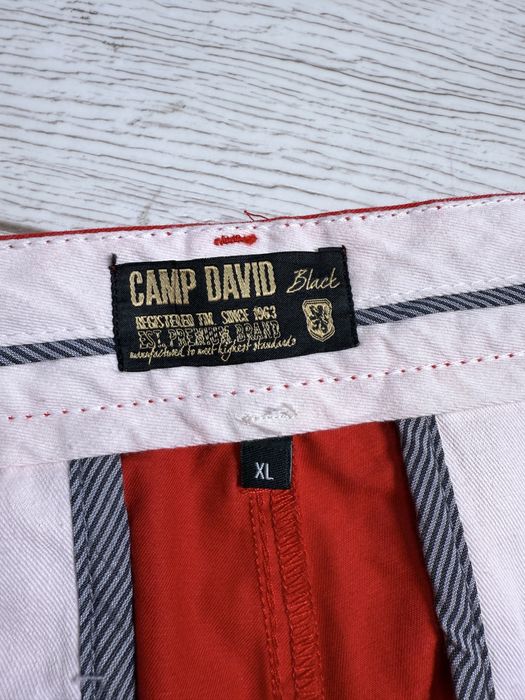 CAMP DAVID Black
REGISTERED TM. SINCE 1963
EST. PREMIUM BRAND
manufactured to meet highest standards
XL